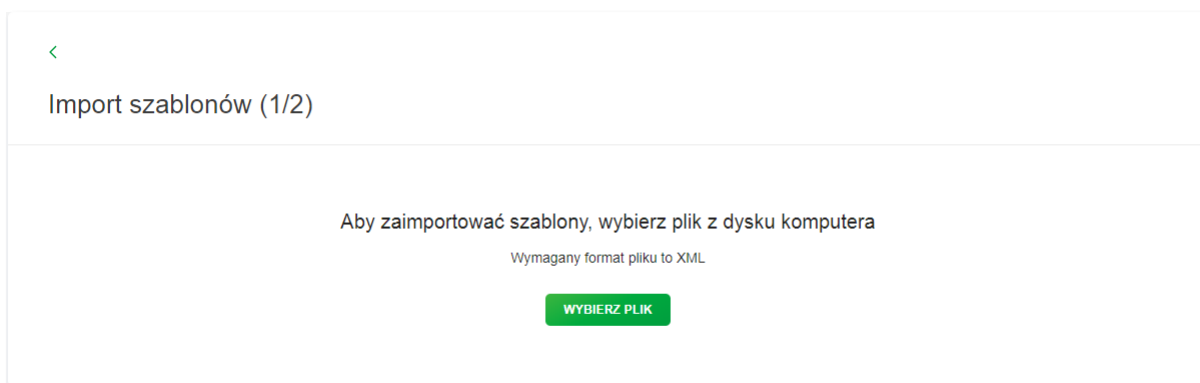 Import szablonów (1/2)
Aby zaimportować szablony, wybierz plik z dysku komputera
Wymagany format pliku to XML
WYBIERZ PLIK